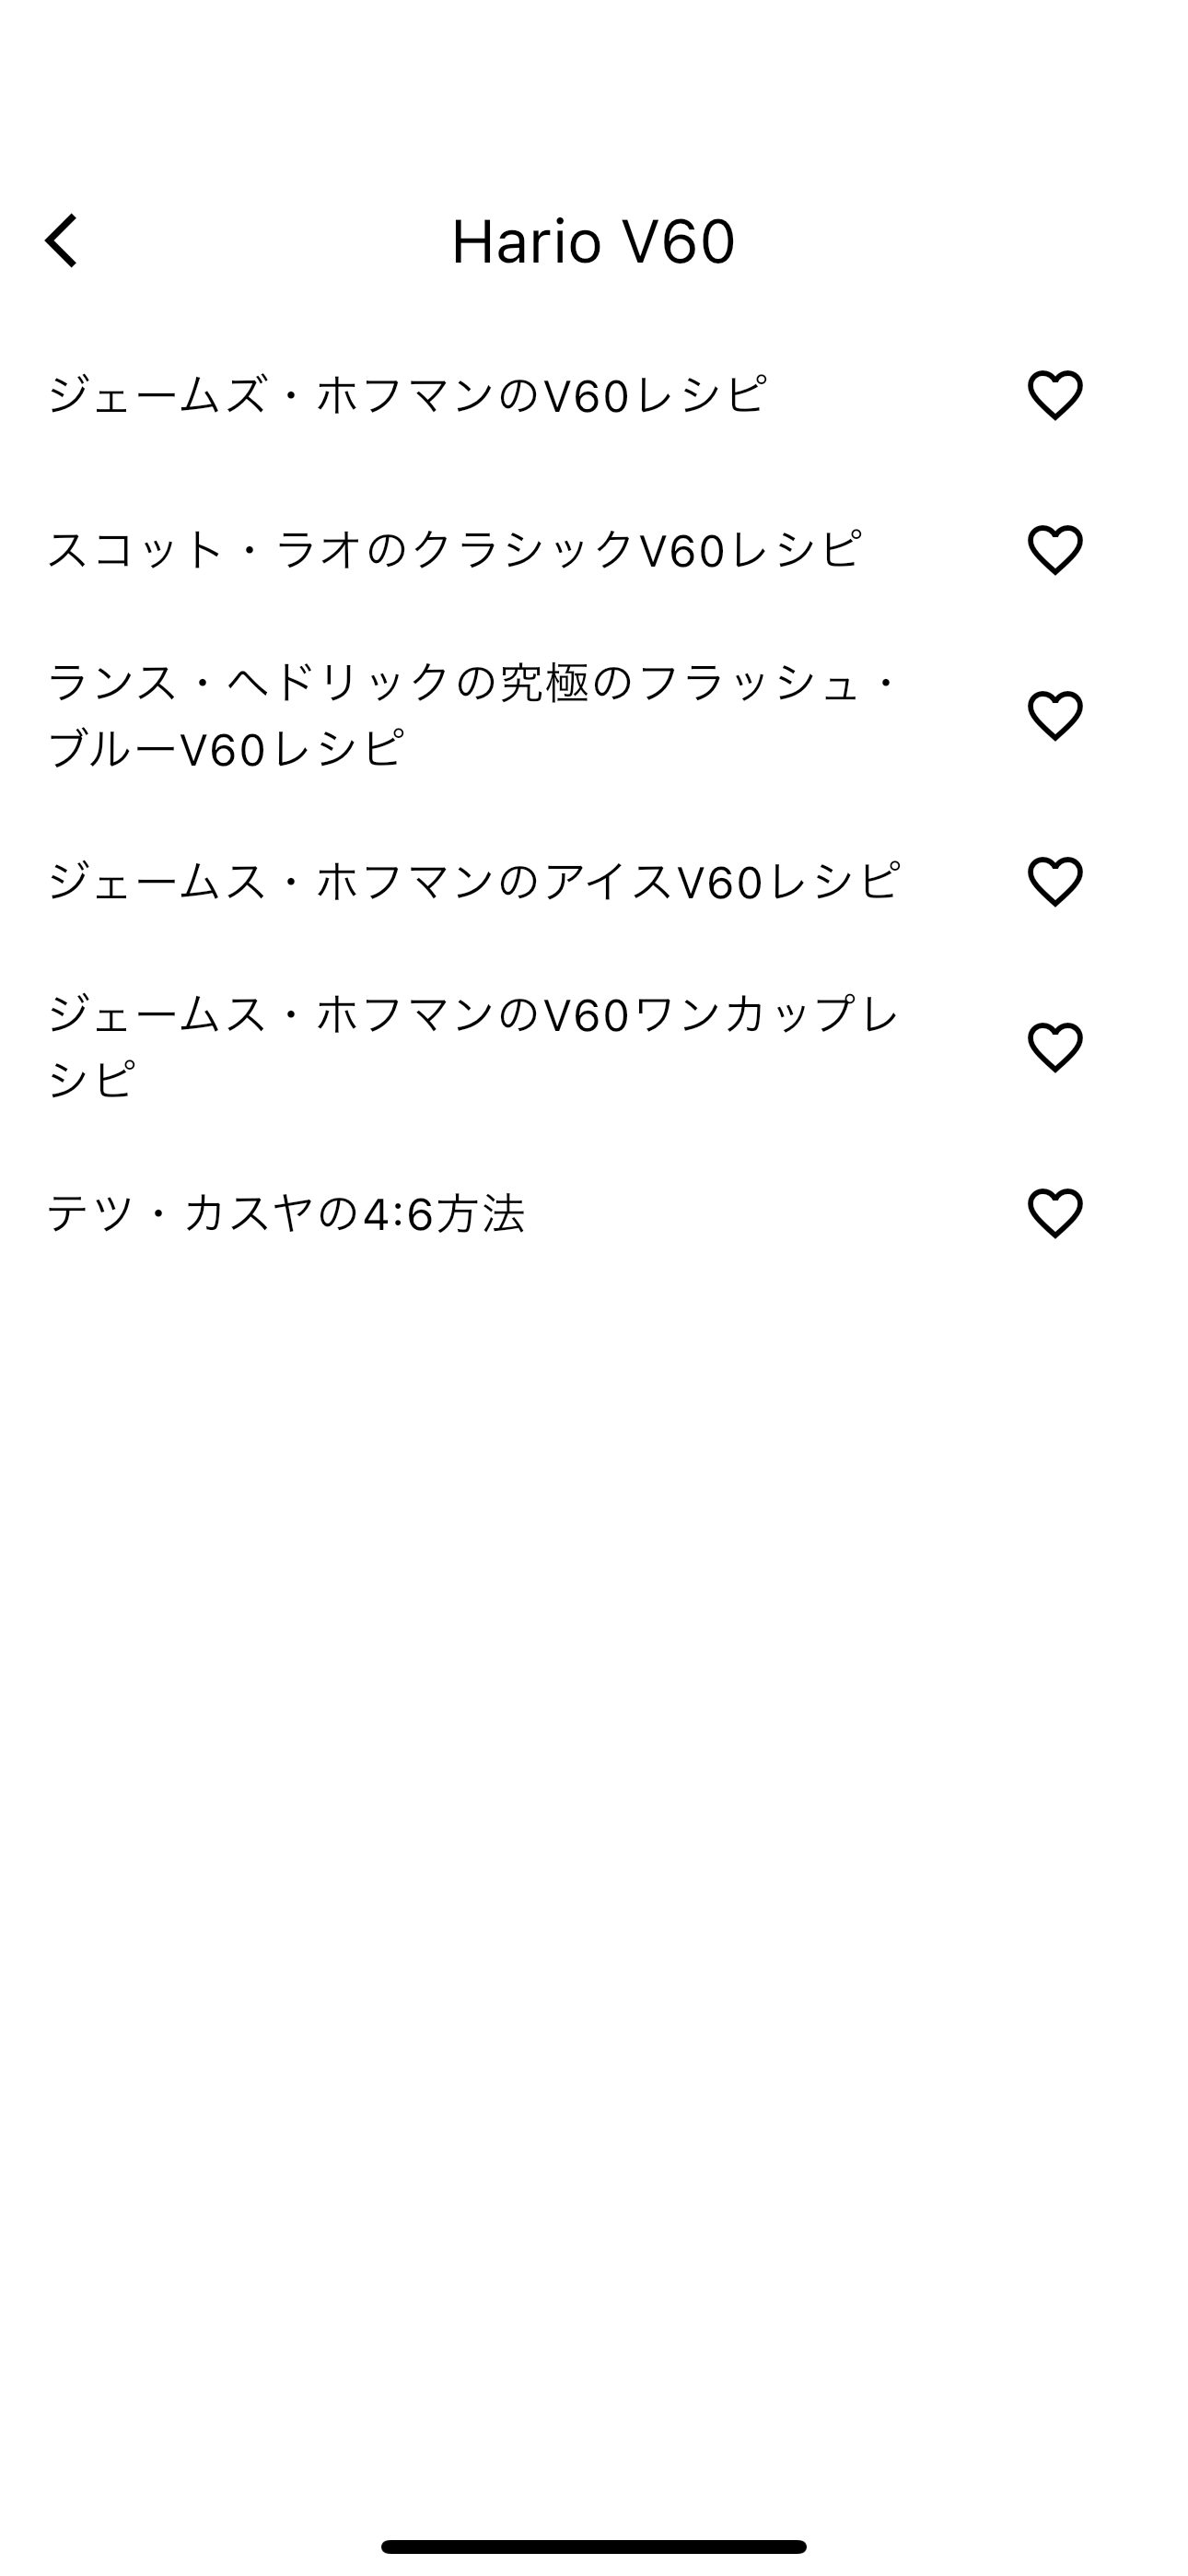 Hario V60
ジェームズ・ホフマンのV60レシピ
スコット・ラオのクラシックV60レシピ
ランス・ヘドリックの究極のフラッシュ・
ブルーV60レシピ
ジェームス・ホフマンのアイスV60レシピ
ジェームス・ホフマンのV60ワンカップレ
シピ
テツ・カスヤの4:6方法